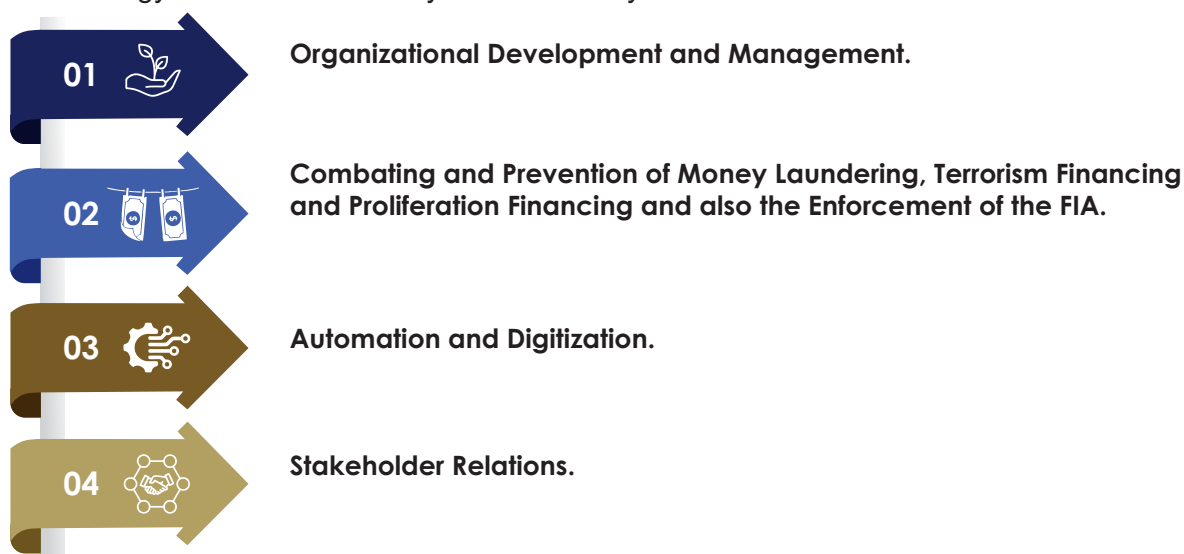 01
Organizational Development and Management.
02
Combating and Prevention of Money Laundering, Terrorism Financing
and Proliferation Financing and also the Enforcement of the FIA.
03
Automation and Digitization.
04
Stakeholder Relations.